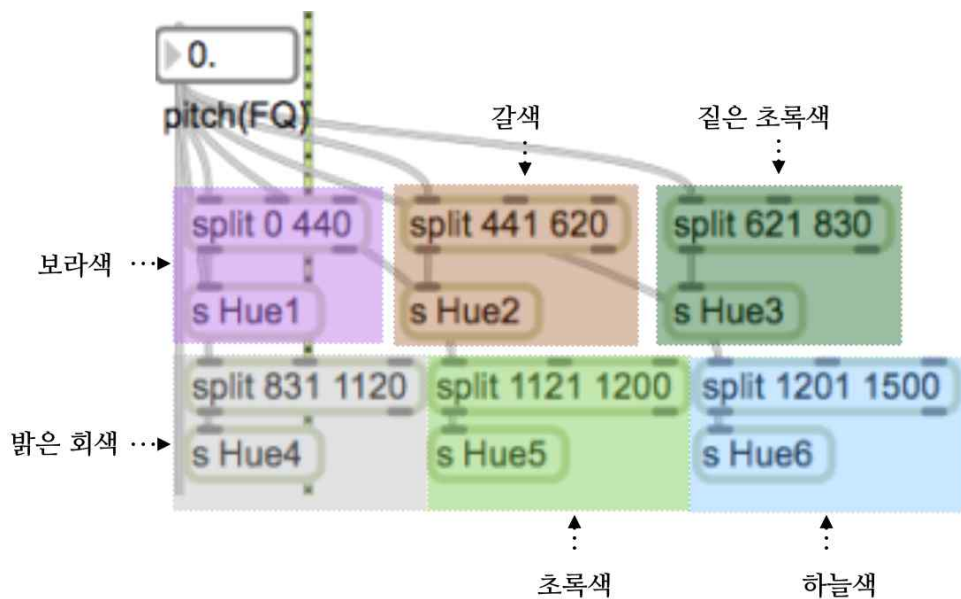 0.
pitch(FQ)
갈색
짙은 초록색
split 0 440
split 441 620
split 621 830
보라색
s Hue1
s Hue2
s Hue3
split 831 1120
split 1121 1200
split 1201 1500
밝은 회색
s Hue4
s Hue5
s Hue6
초록색
하늘색